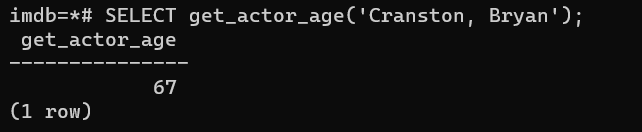 imdb=*# SELECT get_actor_age('Cranston, Bryan');
 get_actor_age
---------------
            67
(1 row)